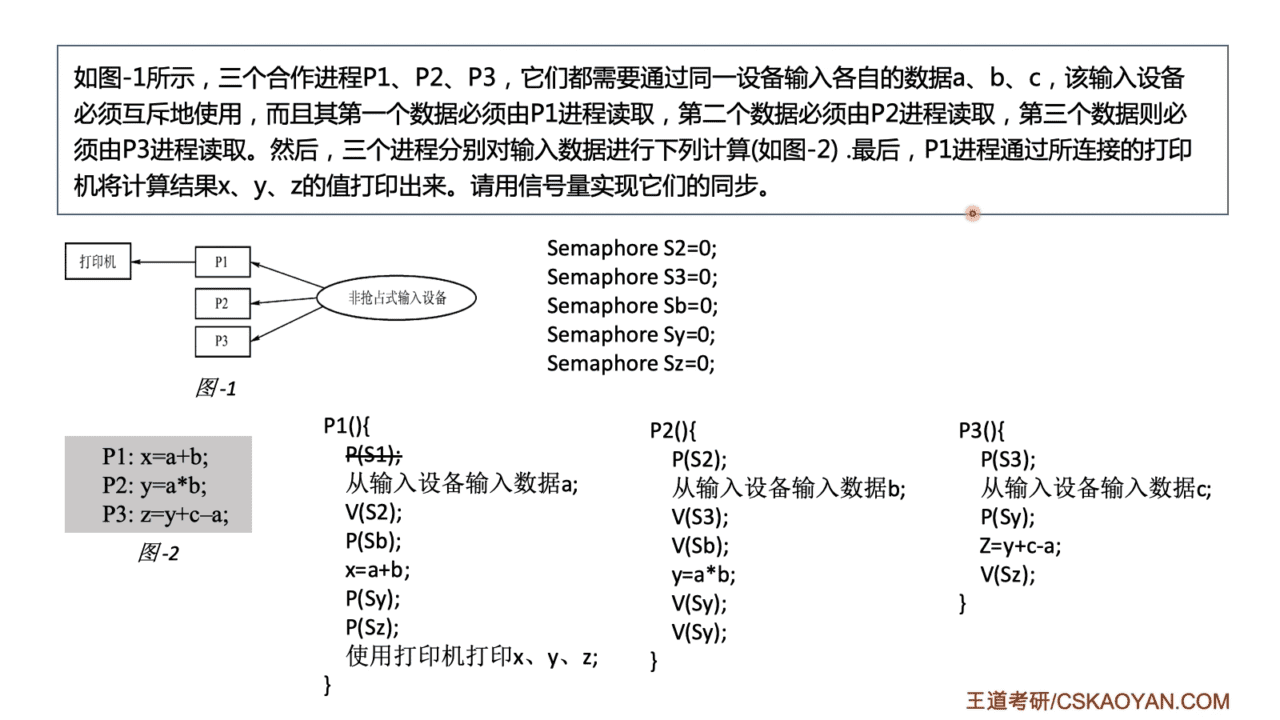 如图-1所示，三个合作进程P1、P2、P3，它们都需要通过同一设备输入各自的数据a、b、c，该输入设备
必须互斥地使用，而且其第一个数据必须由P1进程读取，第二个数据必须由P2进程读取，第三个数据则必
须由P3进程读取。然后，三个进程分别对输入数据进行下列计算(如图-2) .最后，P1进程通过所连接的打印
机将计算结果x、y、z的值打印出来。请用信号量实现它们的同步。
打印机
P1
P2
P3
非抢占式输入设备
图-1
Semaphore S2=0;
Semaphore S3=0;
Semaphore Sb=0;
Semaphore Sy=0;
Semaphore Sz=0;
P1: x=a+b;
P2: y=a*b;
P3: z=y+c–a;
图-2
P1(){
P(S1);
从输入设备输入数据a;
V(S2);
P(Sb);
x=a+b;
P(Sy);
P(Sz);
使用打印机打印x、y、z;
}
P2(){
P(S2);
从输入设备输入数据b;
V(S3);
V(Sb);
y=a*b;
V(Sy);
V(Sy);
}
P3(){
P(S3);
从输入设备输入数据c;
P(Sy);
Z=y+c-a;
V(Sz);
}
王道考研/CSKAOYAN.COM